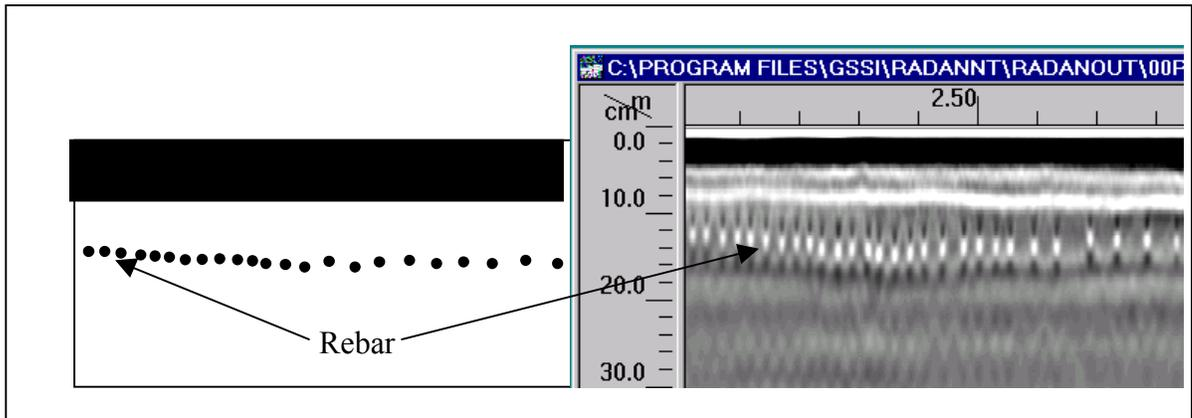 C:\PROGRAM FILES\GSSI\RADANNT\RADANOUT\00P
m
cm
2.50
0.0
10.0
20.0
30.0
Rebar